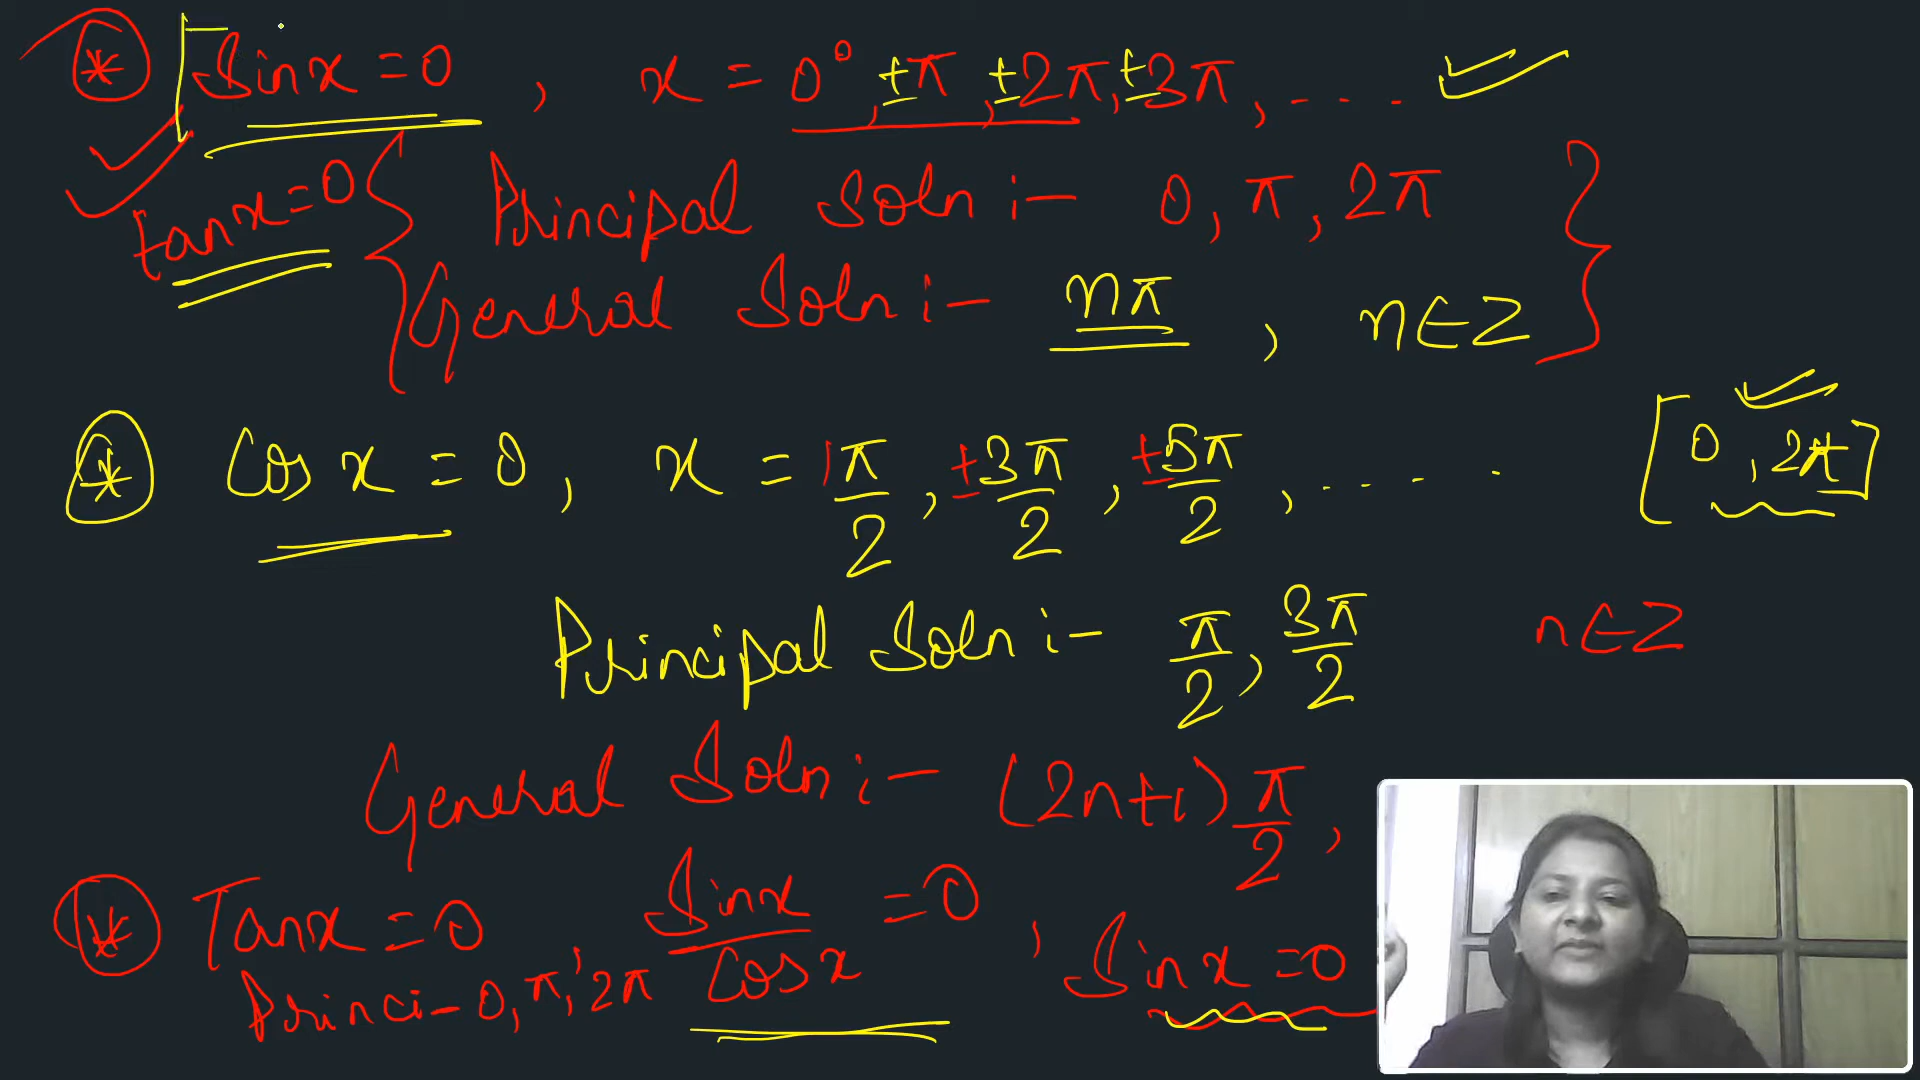 * Sinx = 0 , x = 0°, ±π, ±2π, ±3π, ....
tanx = 0
Principal Soln :- 0, π, 2π
General Soln :- nπ , n∈Z
* Cos x = 0, x = π/2, ±3π/2, ±5π/2, ..... [0, 2π]
Principal Soln :- π/2, 3π/2
n∈Z
General Soln :- (2n+1)π/2,
* Tanx = 0 , Sinx/Cosx = 0 , Sinx = 0
Princi - 0, π, 2π